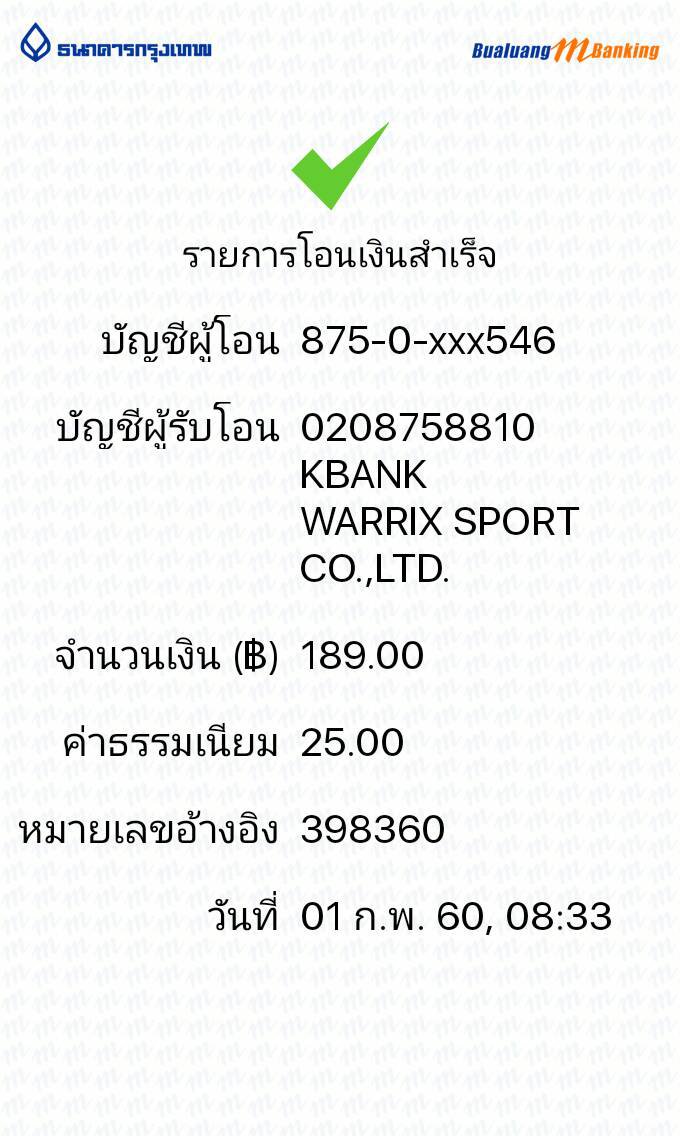 ธนาคารกรุงเทพ
Bualuang mBanking
รายการโอนเงินสำเร็จ
บัญชีผู้โอน 875-0-xxx546
บัญชีผู้รับโอน 0208758810
KBANK
WARRIX SPORT
CO.,LTD.
จำนวนเงิน (฿) 189.00
ค่าธรรมเนียม 25.00
หมายเลขอ้างอิง 398360
วันที่ 01 ก.พ. 60, 08:33